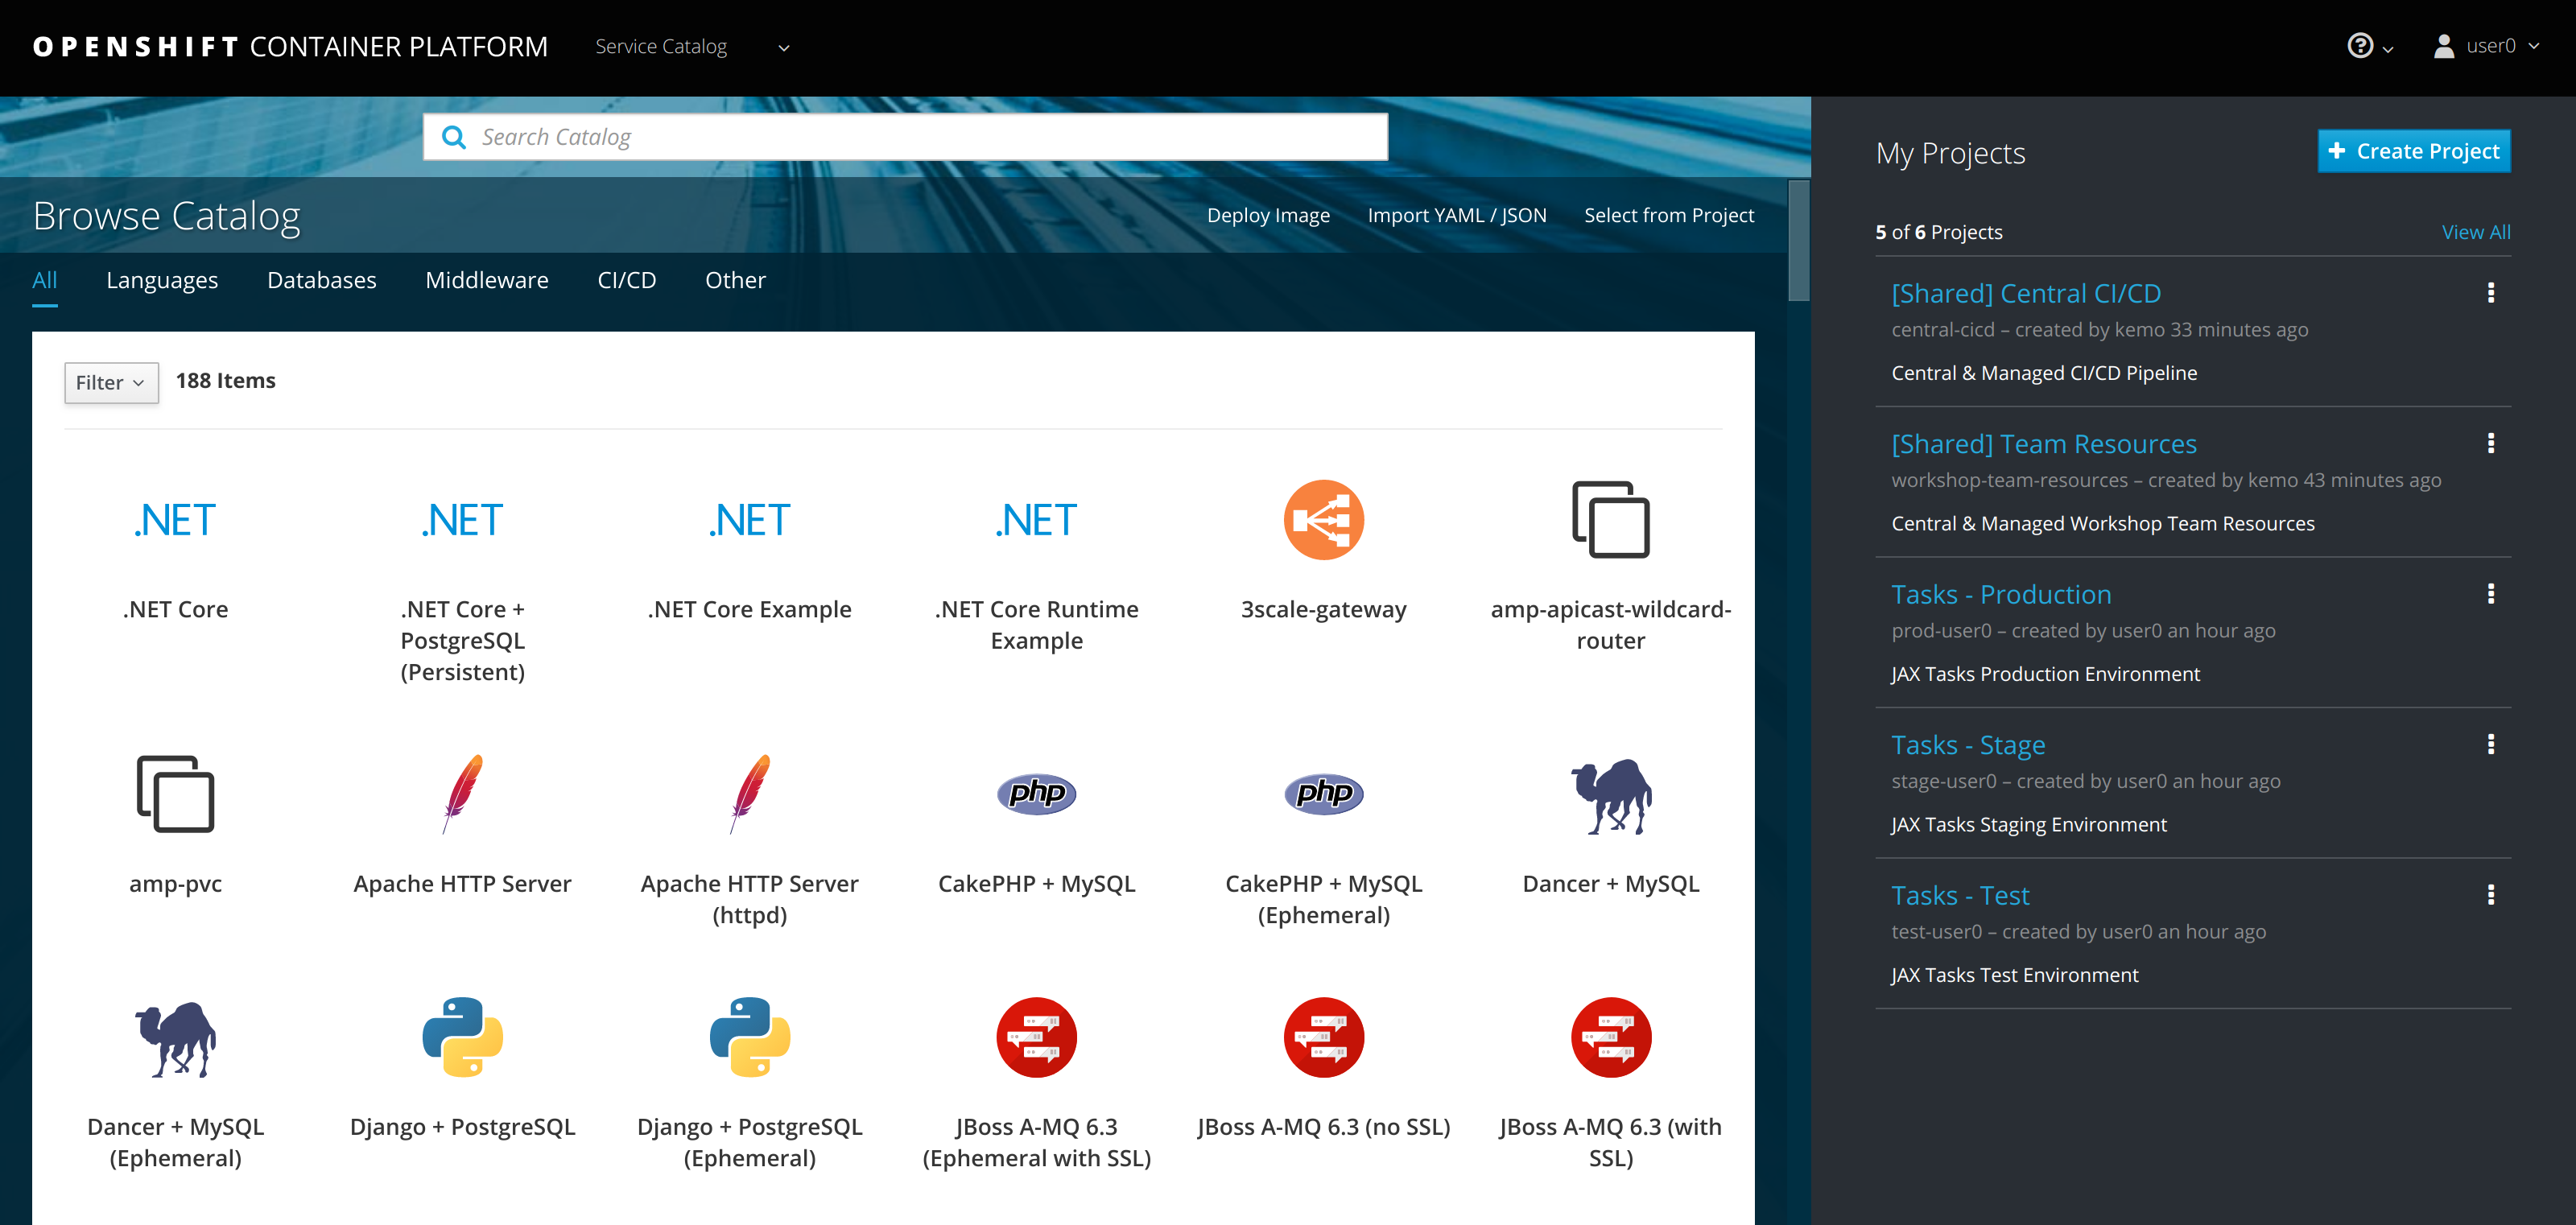 OPENSHIFT CONTAINER PLATFORM
Service Catalog
user0
Search Catalog
Browse Catalog
Deploy Image
Import YAML / JSON
Select from Project
All
Languages
Databases
Middleware
CI/CD
Other
Filter
188 Items
.NET
.NET
.NET
.NET
.NET Core
.NET Core +
PostgreSQL
(Persistent)
.NET Core Example
.NET Core Runtime
Example
3scale-gateway
amp-apicast-wildcard-
router
php
php
amp-pvc
Apache HTTP Server
Apache HTTP Server
(httpd)
CakePHP + MySQL
CakePHP + MySQL
(Ephemeral)
Dancer + MySQL
Dancer + MySQL
(Ephemeral)
Django + PostgreSQL
Django + PostgreSQL
(Ephemeral)
JBoss A-MQ 6.3
(Ephemeral with SSL)
JBoss A-MQ 6.3 (no SSL)
JBoss A-MQ 6.3 (with
SSL)
My Projects
+ Create Project
5 of 6 Projects
View All
[Shared] Central CI/CD
central-cicd – created by kemo 33 minutes ago
Central & Managed CI/CD Pipeline
[Shared] Team Resources
workshop-team-resources – created by kemo 43 minutes ago
Central & Managed Workshop Team Resources
Tasks - Production
prod-user0 – created by user0 an hour ago
JAX Tasks Production Environment
Tasks - Stage
stage-user0 – created by user0 an hour ago
JAX Tasks Staging Environment
Tasks - Test
test-user0 – created by user0 an hour ago
JAX Tasks Test Environment